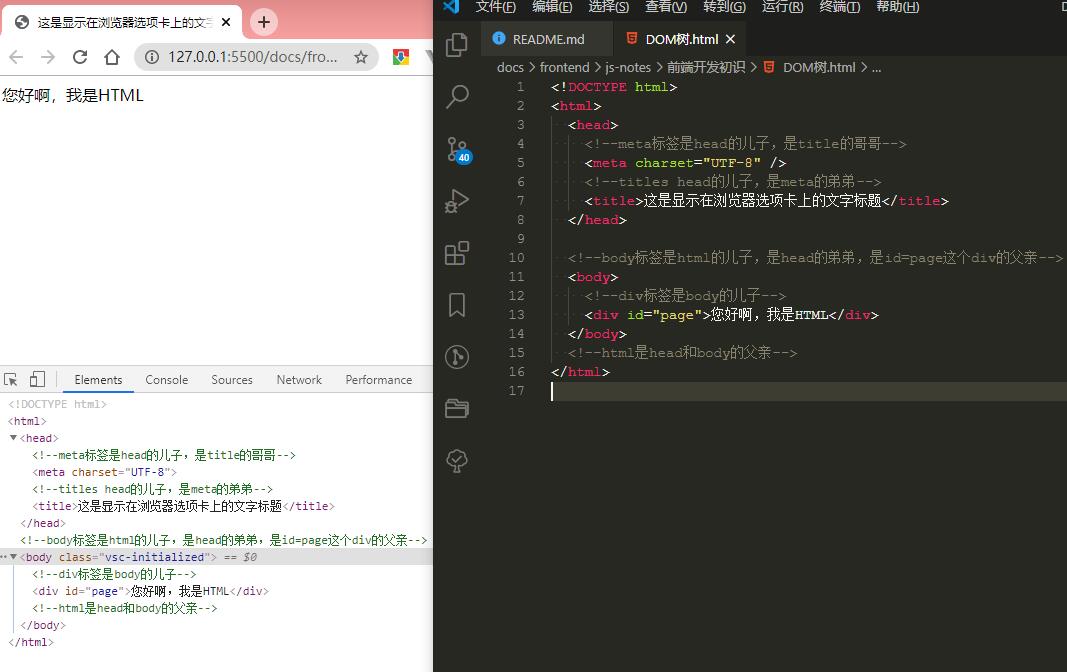 这是显示在浏览器选项卡上的文字
127.0.0.1:5500/docs/fro...
您好啊，我是HTML
Elements Console Sources Network Performance
<!DOCTYPE html>
<html>
<head>
<!--meta标签是head的儿子，是title的哥哥-->
<meta charset="UTF-8">
<!--titles head的儿子，是meta的弟弟-->
<title>这是显示在浏览器选项卡上的文字标题</title>
</head>
<!--body标签是html的儿子，是head的弟弟，是id=page这个div的父亲-->
<body class="vsc-initialized"> == $0
<!--div标签是body的儿子-->
<div id="page">您好啊，我是HTML</div>
<!--html是head和body的父亲-->
</body>
</html>
文件(F) 编辑(E) 选择(S) 查看(V) 转到(G) 运行(R) 终端(T) 帮助(H)
README.md DOM树.html
docs > frontend > js-notes > 前端开发初识 > DOM树.html > ...
40
1 <!DOCTYPE html>
2 <html>
3 <head>
4 <!--meta标签是head的儿子，是title的哥哥-->
5 <meta charset="UTF-8" />
6 <!--titles head的儿子，是meta的弟弟-->
7 <title>这是显示在浏览器选项卡上的文字标题</title>
8 </head>
9
10 <!--body标签是html的儿子，是head的弟弟，是id=page这个div的父亲-->
11 <body>
12 <!--div标签是body的儿子-->
13 <div id="page">您好啊，我是HTML</div>
14 </body>
15 <!--html是head和body的父亲-->
16 </html>
17